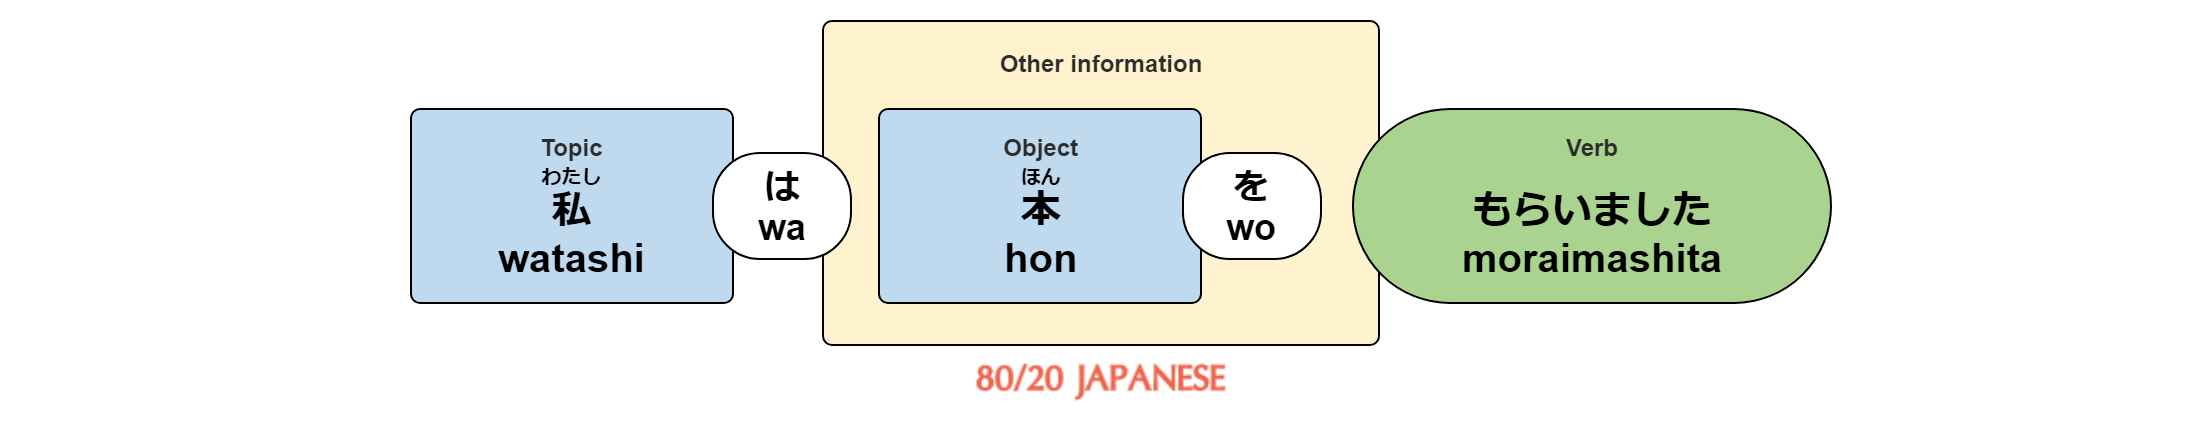 Other information
Topic
わたし
私
watashi
は
wa
Object
ほん
本
hon
を
wo
Verb
もらいました
moraimashita
80/20 JAPANESE